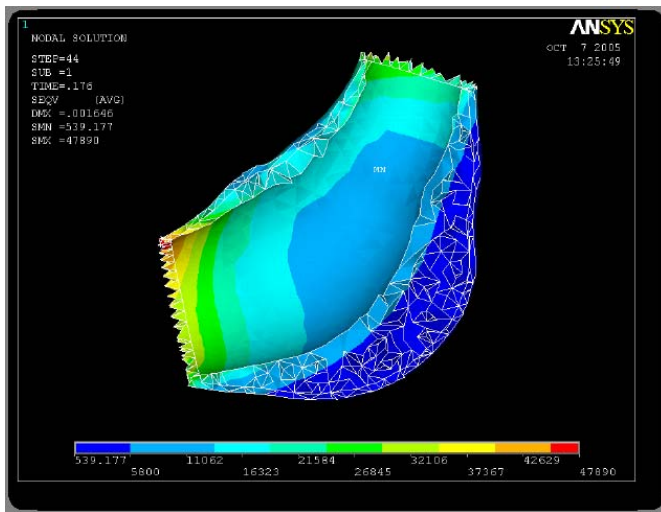 1
NODAL SOLUTION
STEP=44
SUB =1
TIME=.176
SEQV (AVG)
DMX =.001646
SMN =539.177
SMX =47890
ANSYS
OCT 7 2005
13:25:49
539.177 11062 21584 32106 42629
5800 16323 26845 37367 47890